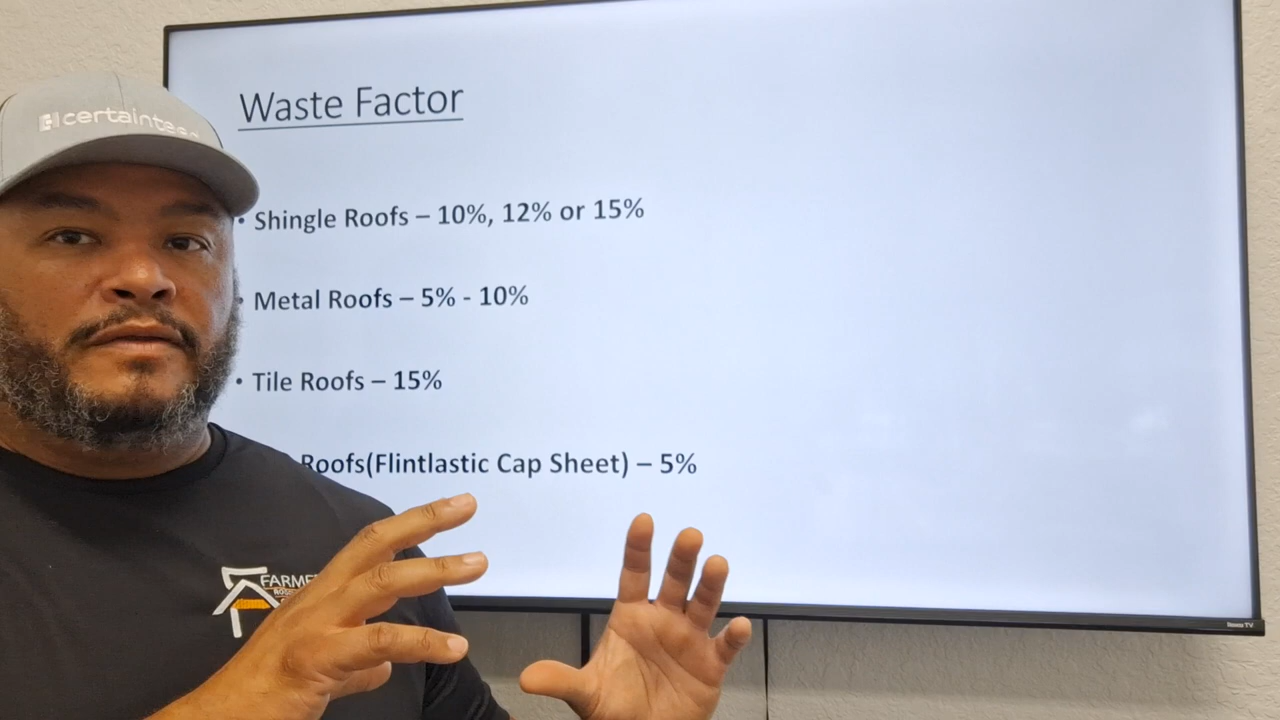 Waste Factor
certainteed
• Shingle Roofs – 10%, 12% or 15%
• Metal Roofs – 5% - 10%
• Tile Roofs – 15%
Roofs(Flintlastic Cap Sheet) – 5%